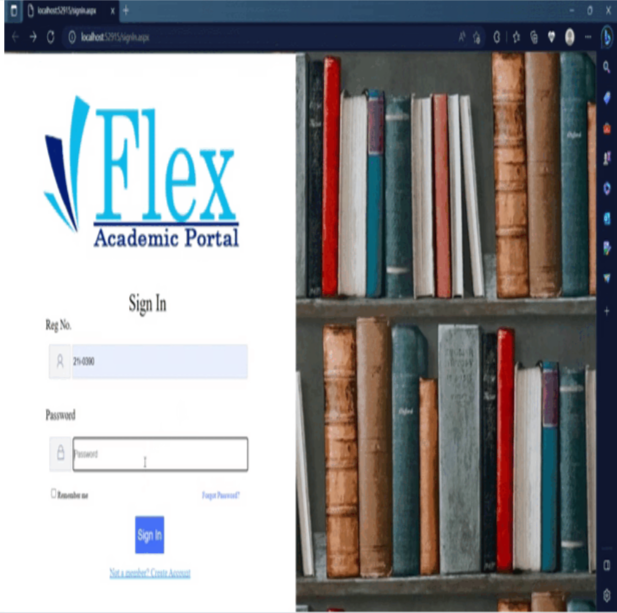 localhost:52915/signin.aspx
localhost:52915/signin.aspx
Flex
Academic Portal
Sign In
Reg No.
21i-0390
Password
Password
Remember me
Forgot Password?
Sign In
Not a member? Create Account
Oxford